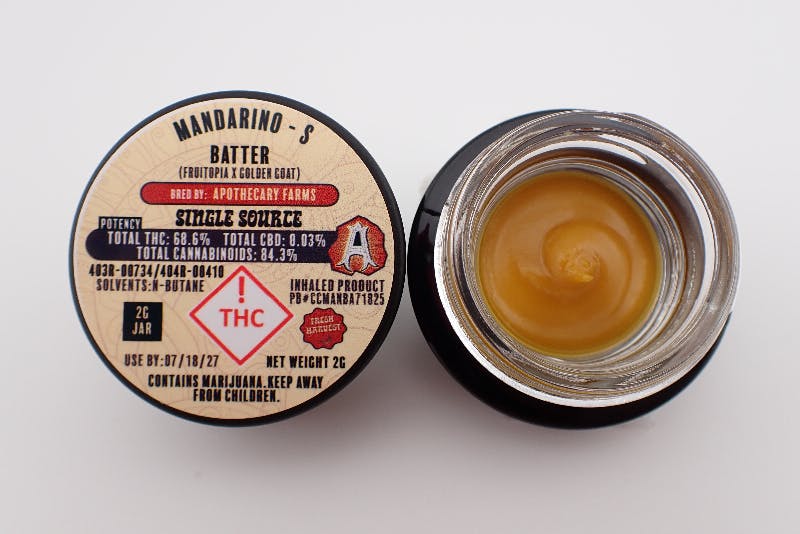 MANDARINO - S
BATTER
(FRUITOPIA X GOLDEN GOAT)
BRED BY: APOTHECARY FARMS
SINGLE SOURCE
POTENCY
TOTAL THC: 68.6% TOTAL CBD: 0.03%
TOTAL CANNABINOIDS: 84.3%
A
403R-00734/404R-00410
SOLVENTS:N-BUTANE
INHALED PRODUCT
PB#CCMANBA71825
!
THC
2G
JAR
FRESH
HARVEST
USE BY:07/18/27
NET WEIGHT 2G
CONTAINS MARIJUANA.KEEP AWAY
FROM CHILDREN.